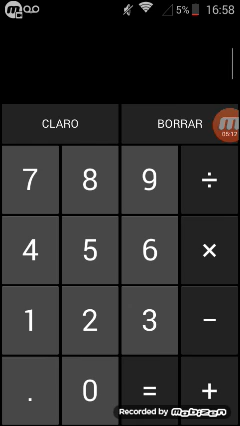 5% 16:58
CLARO BORRAR
05:12
7 8 9 ÷
4 5 6 ×
1 2 3 −
. 0 = +
Recorded by mobizen